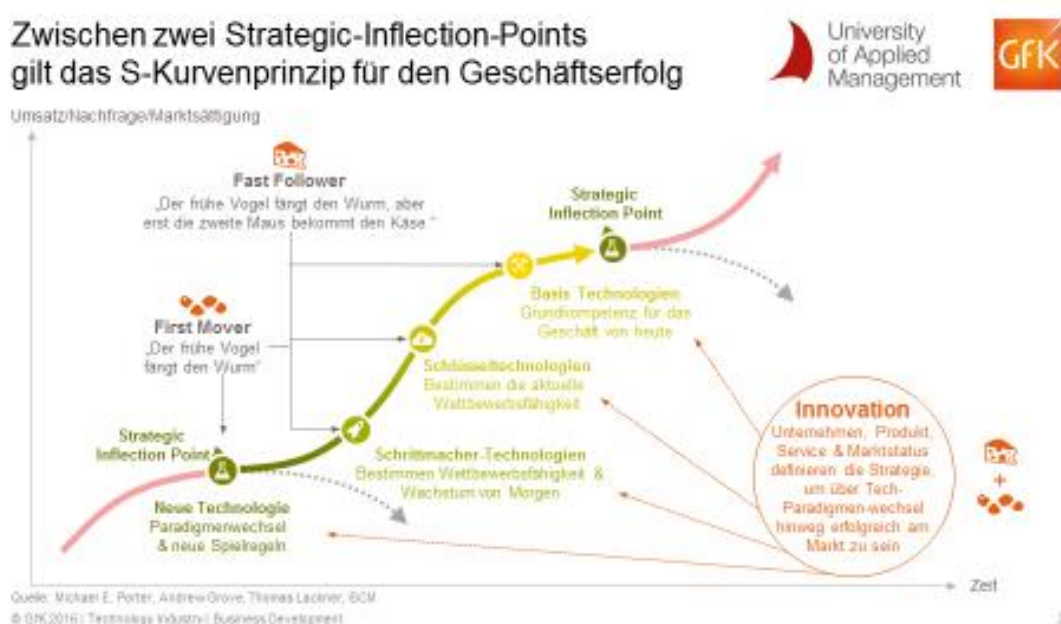 Zwischen zwei Strategic-Inflection-Points
gilt das S-Kurvenprinzip für den Geschäftserfolg
University
of Applied
Management
GfK
Umsatz/Nachfrage/Marktsättigung
Fast Follower
„Der frühe Vogel fängt den Wurm, aber
erst die zweite Maus bekommt den Käse “
Strategic
Inflection Point
First Mover
„Der frühe Vogel
fängt den Wurm“
Basis Technologien
Grundkompetenz für das
Geschäft von heute
Schlüsseltechnologien
Bestimmen die aktuelle
Wettbewerbsfähigkeit
Strategic
Inflection Point
Schrittmacher-Technologien
Bestimmen Wettbewerbsfähigkeit &
Wachstum von Morgen
Neue Technologie
Paradigmenwechsel
& neue Spielregeln
Innovation
Unternehmen, Produkt,
Service & Marktstatus
definieren die Strategie,
um über Tech-
Paradigmen-wechsel
hinweg erfolgreich am
Markt zu sein
+
Zeit
Quelle: Michael E. Porter, Andrew Grove, Thomas Lackner,
© GfK 2016 | Technology Industry | Business Development